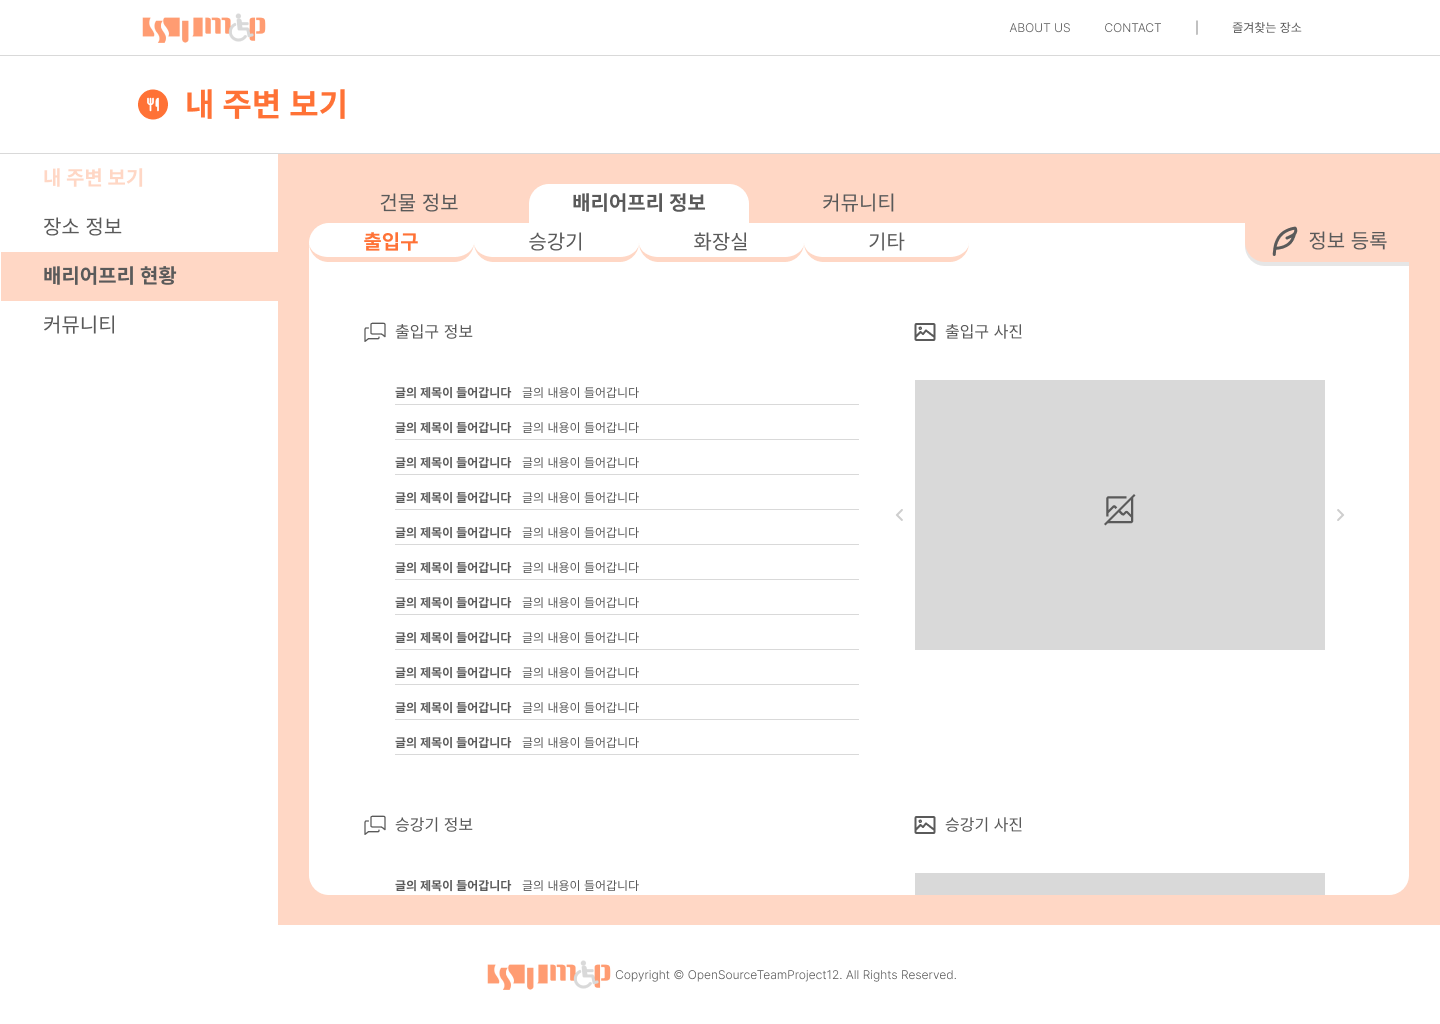 ABOUT US CONTACT | 즐겨찾는 장소
내 주변 보기
내 주변 보기
장소 정보
배리어프리 현황
커뮤니티
건물 정보 배리어프리 정보 커뮤니티
출입구 승강기 화장실 기타 정보 등록
출입구 정보
글의 제목이 들어갑니다 글의 내용이 들어갑니다
글의 제목이 들어갑니다 글의 내용이 들어갑니다
글의 제목이 들어갑니다 글의 내용이 들어갑니다
글의 제목이 들어갑니다 글의 내용이 들어갑니다
글의 제목이 들어갑니다 글의 내용이 들어갑니다
글의 제목이 들어갑니다 글의 내용이 들어갑니다
글의 제목이 들어갑니다 글의 내용이 들어갑니다
글의 제목이 들어갑니다 글의 내용이 들어갑니다
글의 제목이 들어갑니다 글의 내용이 들어갑니다
글의 제목이 들어갑니다 글의 내용이 들어갑니다
글의 제목이 들어갑니다 글의 내용이 들어갑니다
출입구 사진
승강기 정보
글의 제목이 들어갑니다 글의 내용이 들어갑니다
승강기 사진
Copyright © OpenSourceTeamProject12. All Rights Reserved.